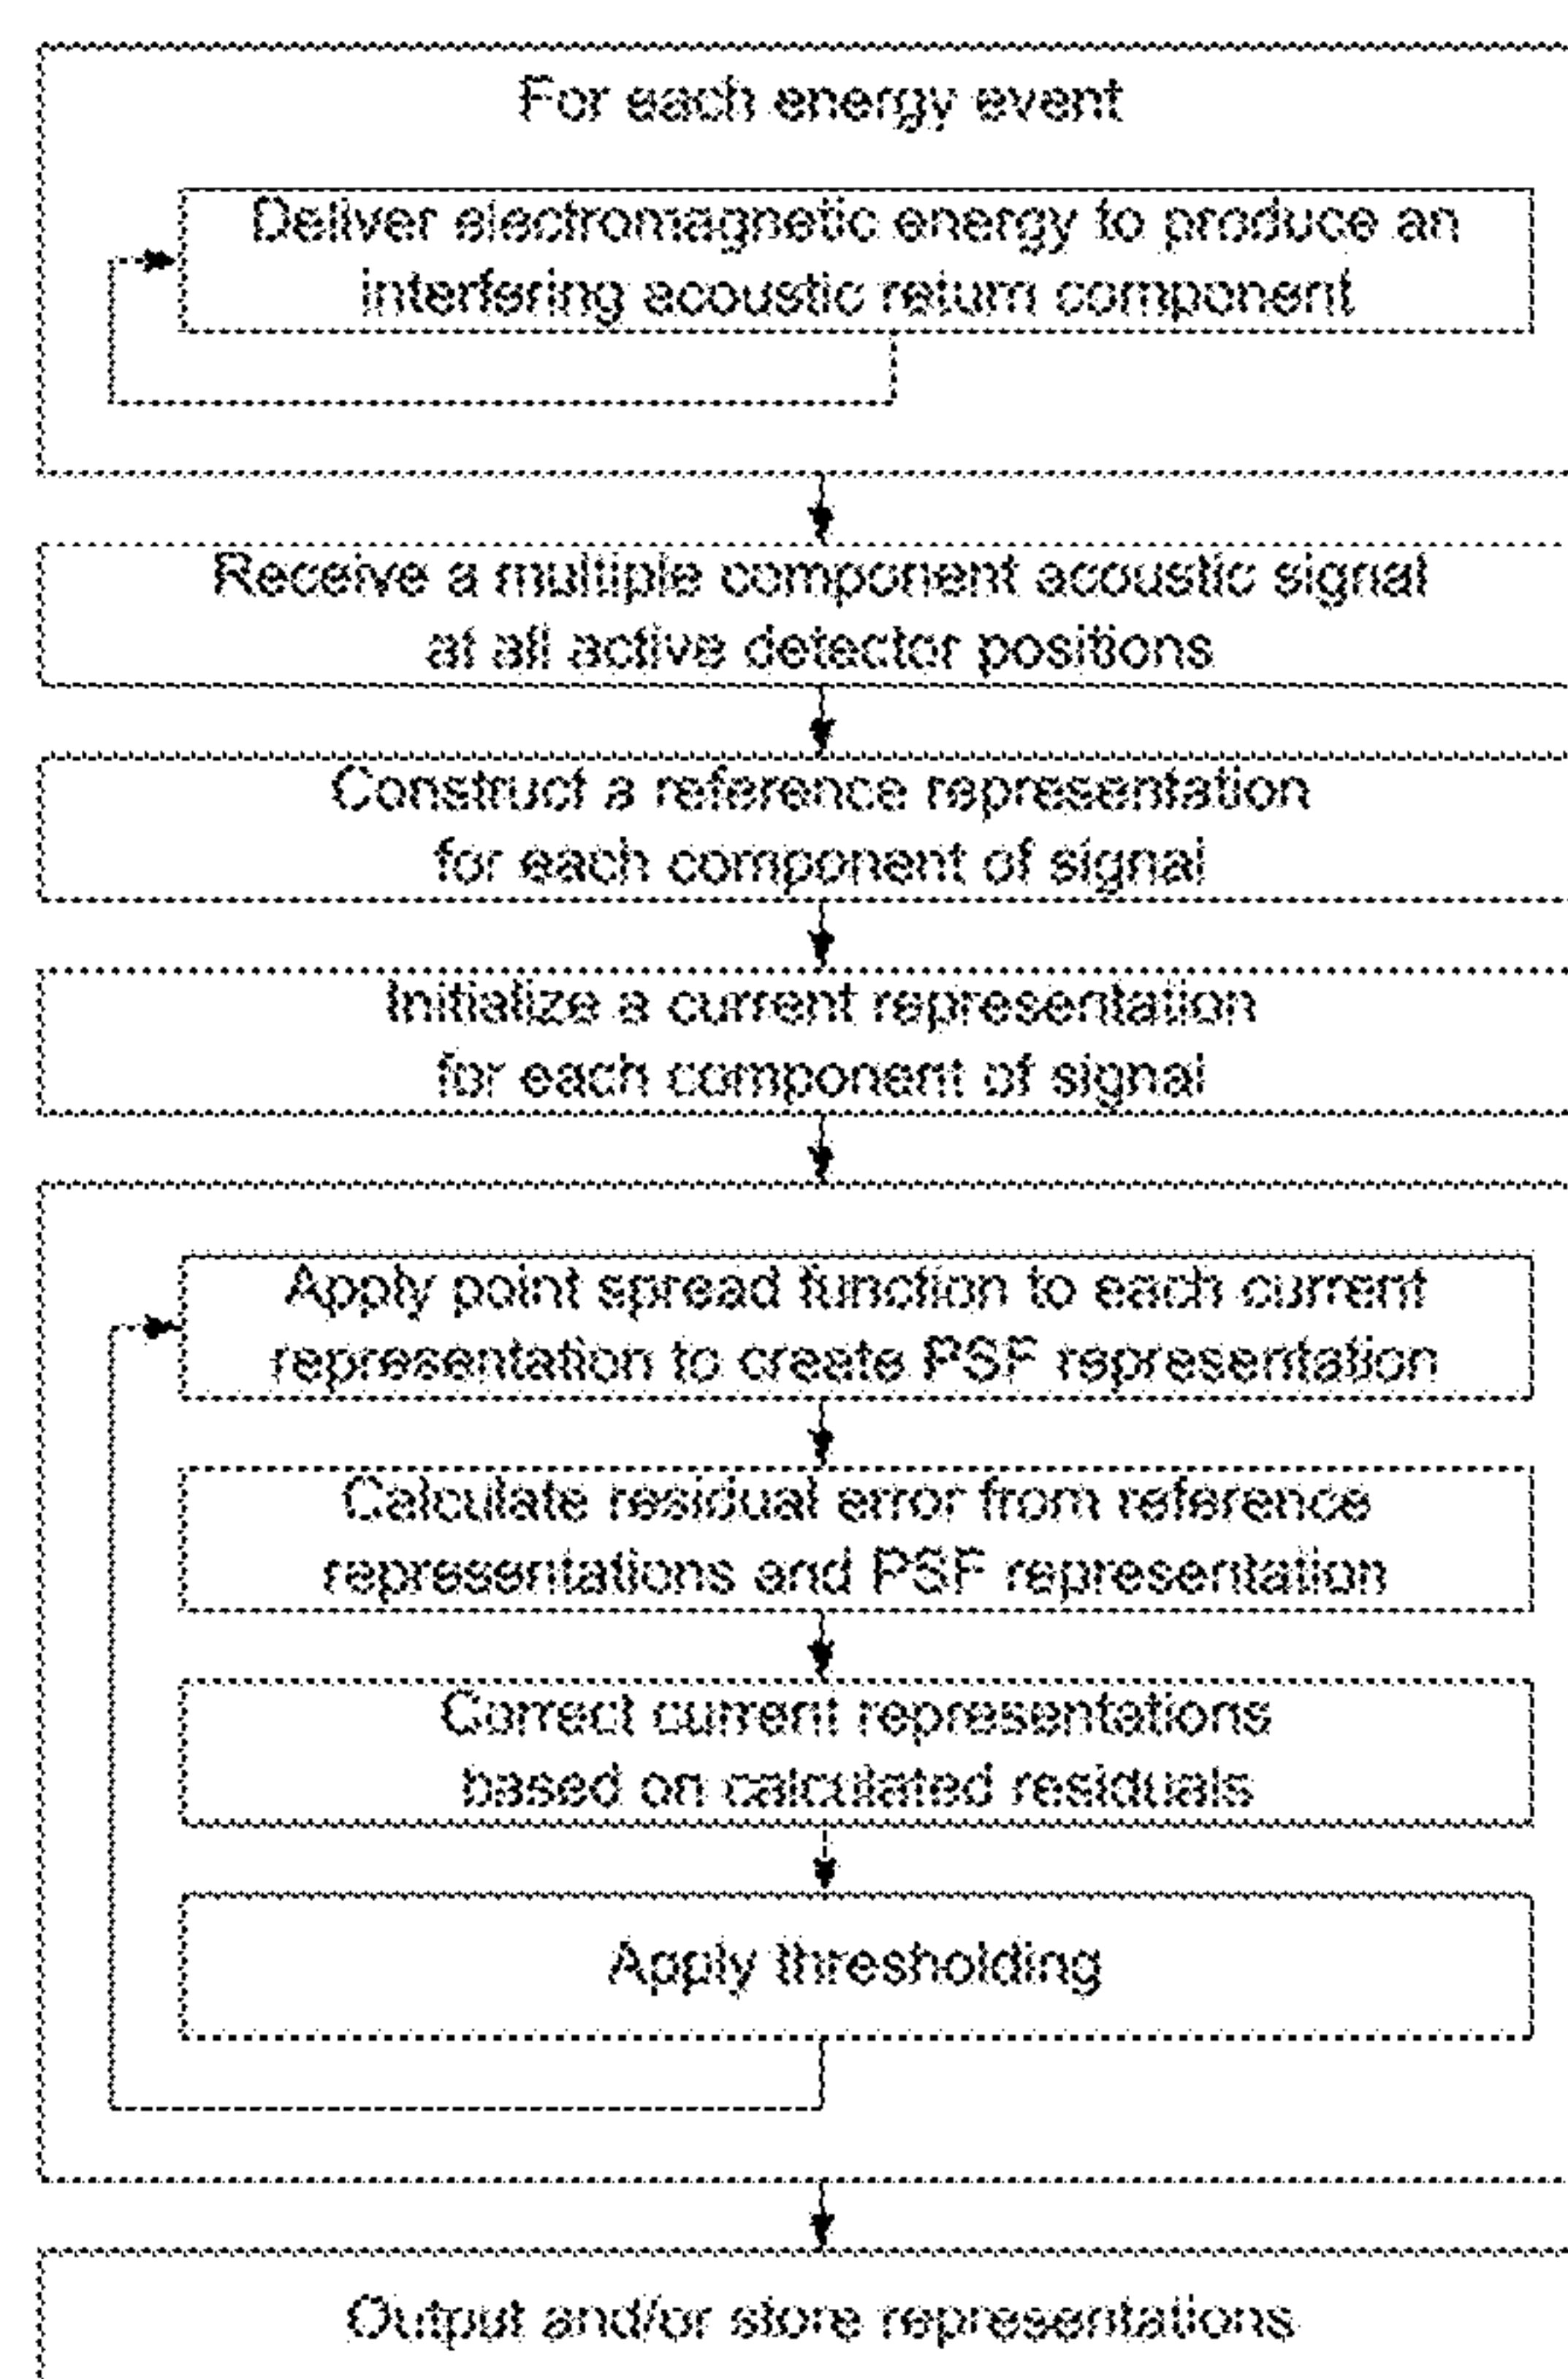 For each energy event
Deliver electromagnetic energy to produce an
interfering acoustic return component
Receive a multiple component acoustic signal
at all active detector positions
Construct a reference representation
for each component of signal
Initialize a current representation
for each component of signal
Apply point spread function to each current
representation to create PSF representation
Calculate residual error from reference
representations and PSF representation
Correct current representations
based on calculated residuals
Apply thresholding
Output and/or store representations